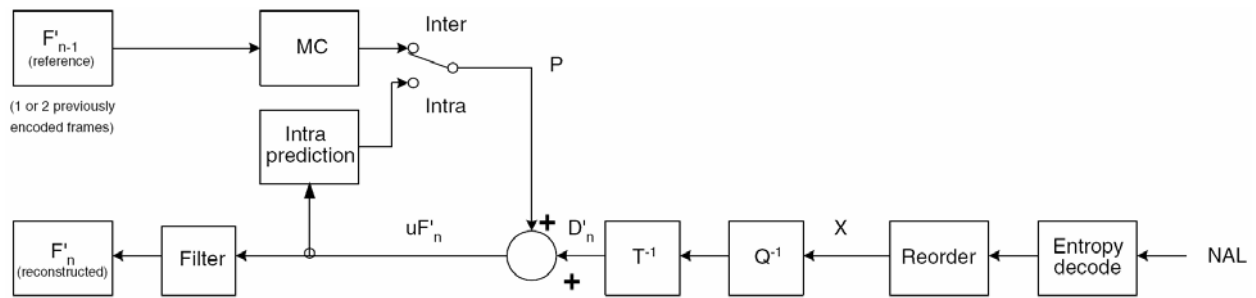 F'n-1
(reference)
(1 or 2 previously
encoded frames)
MC
Inter
Intra
P
Intra
prediction
F'n
(reconstructed)
Filter
uF'n
+
+
D'n
T-1
Q-1
X
Reorder
Entropy
decode
NAL